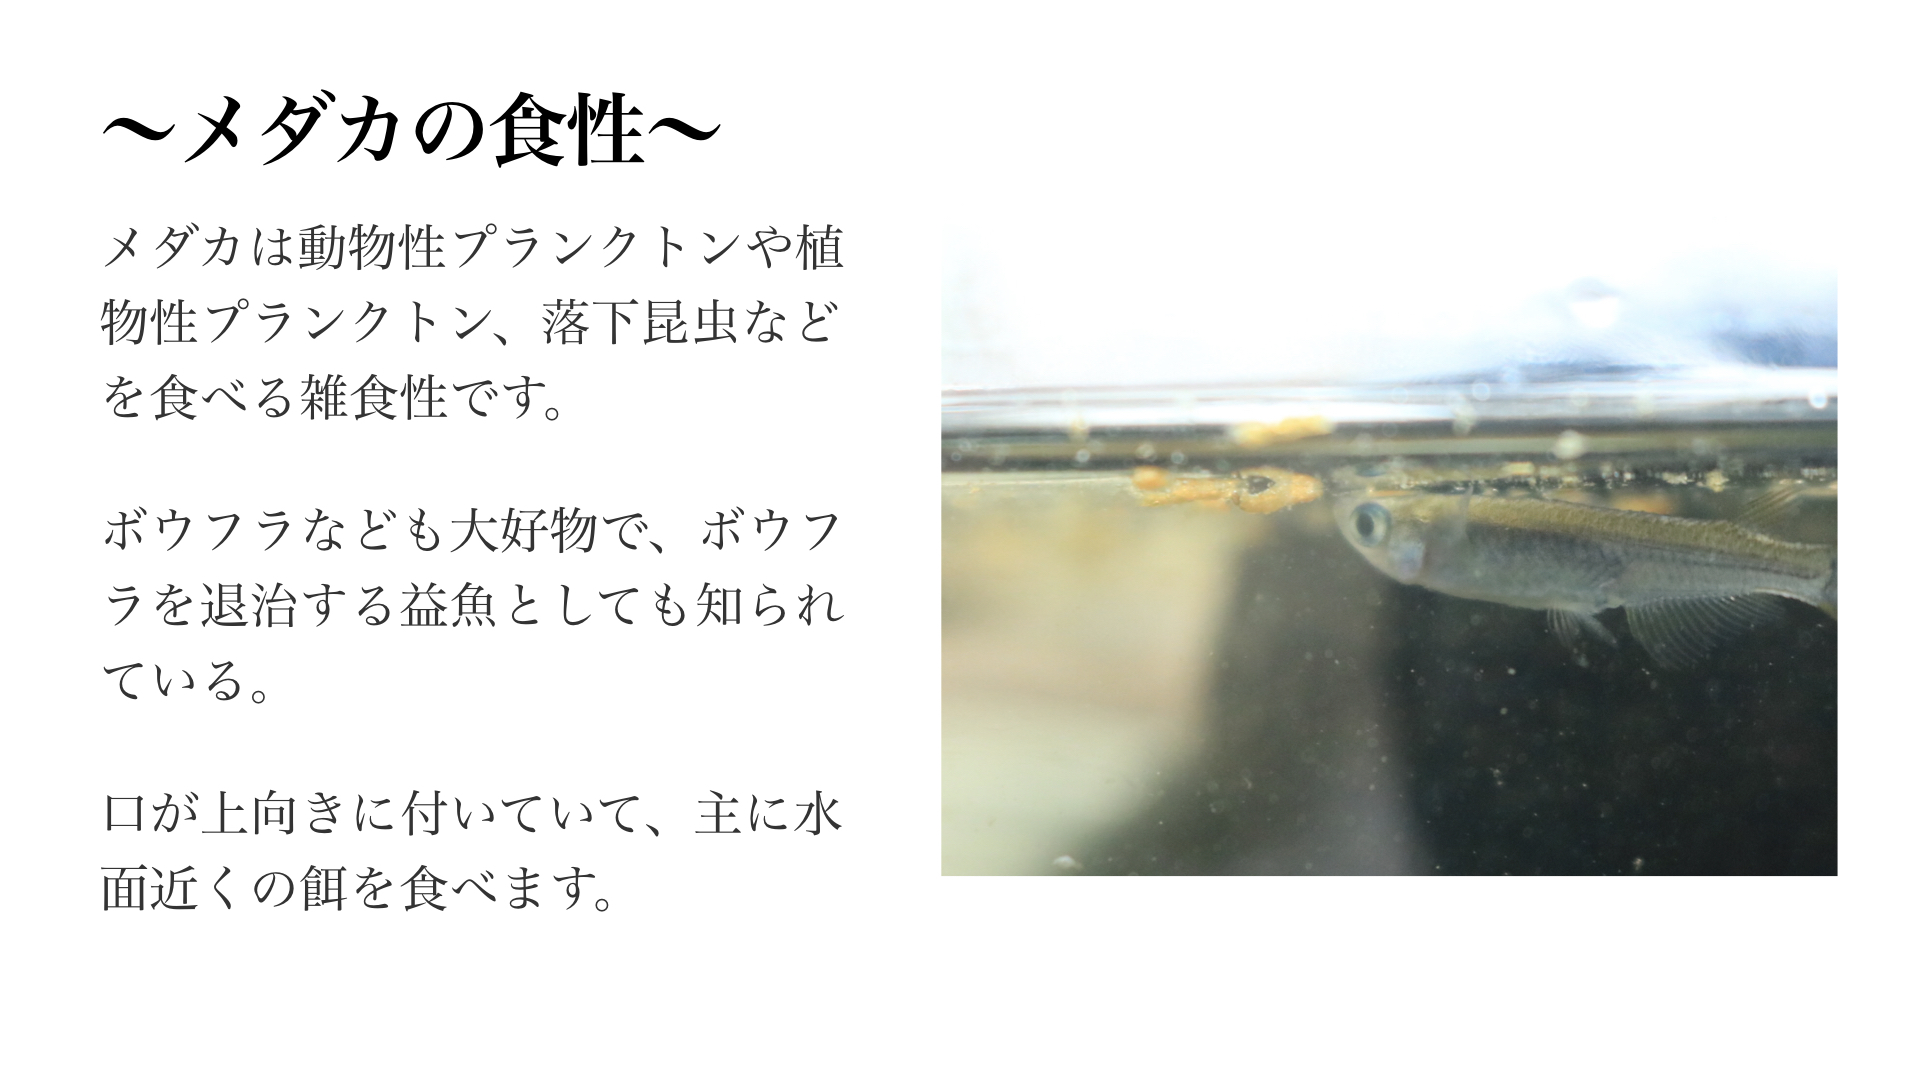 ～メダカの食性～
メダカは動物性プランクトンや植
物性プランクトン、落下昆虫など
を食べる雑食性です。
ボウフラなども大好物で、ボウフ
ラを退治する益魚としても知られ
ている。
口が上向きに付いていて、主に水
面近くの餌を食べます。